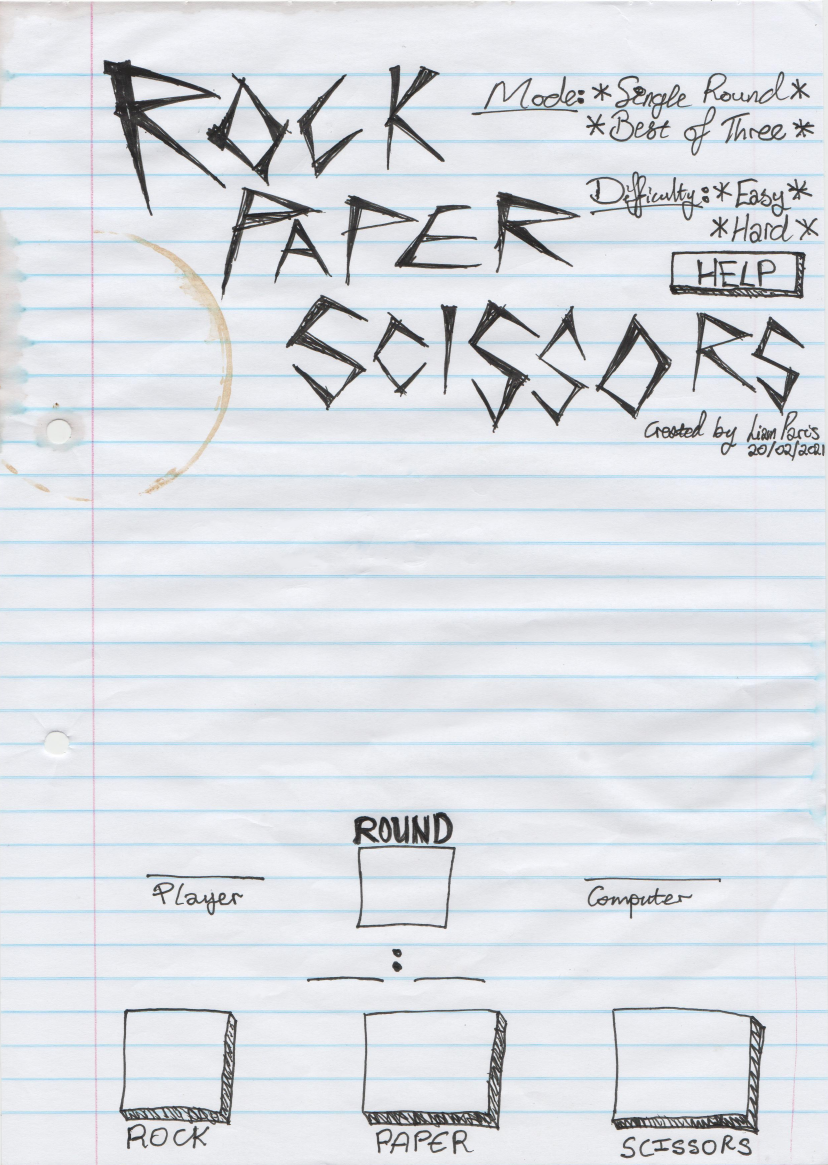 ROCK
PAPER
SCISSORS
Mode: *Single Round*
*Best of Three*
Difficulty: *Easy*
*Hard*
HELP
Created by Liam Paris
20/02/2021
ROUND
Player
Computer
:
ROCK
PAPER
SCISSORS